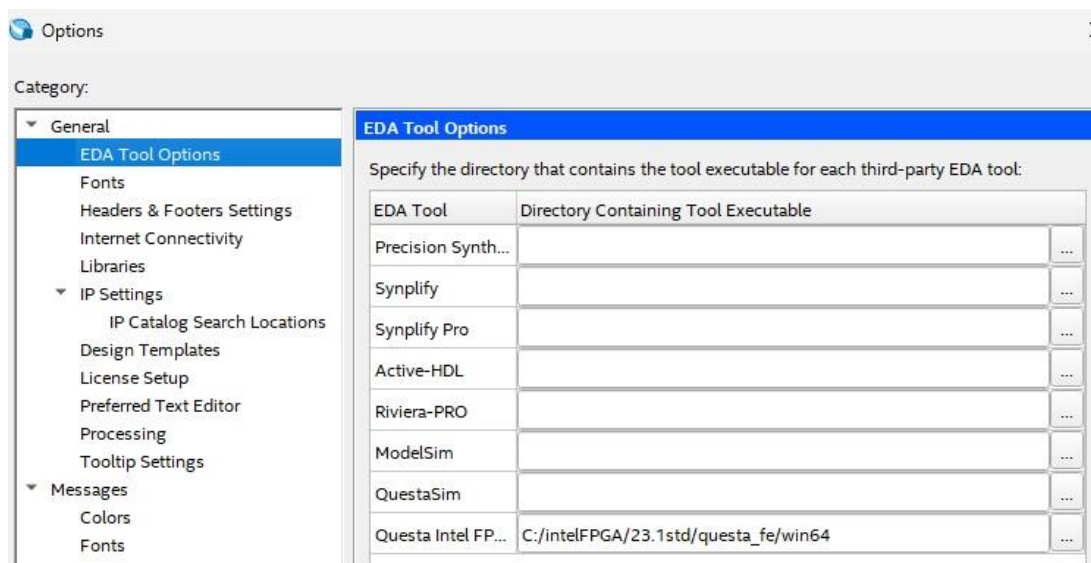 Options
Category:
General
EDA Tool Options
Fonts
Headers & Footers Settings
Internet Connectivity
Libraries
IP Settings
IP Catalog Search Locations
Design Templates
License Setup
Preferred Text Editor
Processing
Tooltip Settings
Messages
Colors
Fonts
EDA Tool Options
Specify the directory that contains the tool executable for each third-party EDA tool:
EDA Tool Directory Containing Tool Executable
Precision Synth... ...
Synplify ...
Synplify Pro ...
Active-HDL ...
Riviera-PRO ...
ModelSim ...
QuestaSim ...
Questa Intel FP... C:/intelFPGA/23.1std/questa_fe/win64 ...